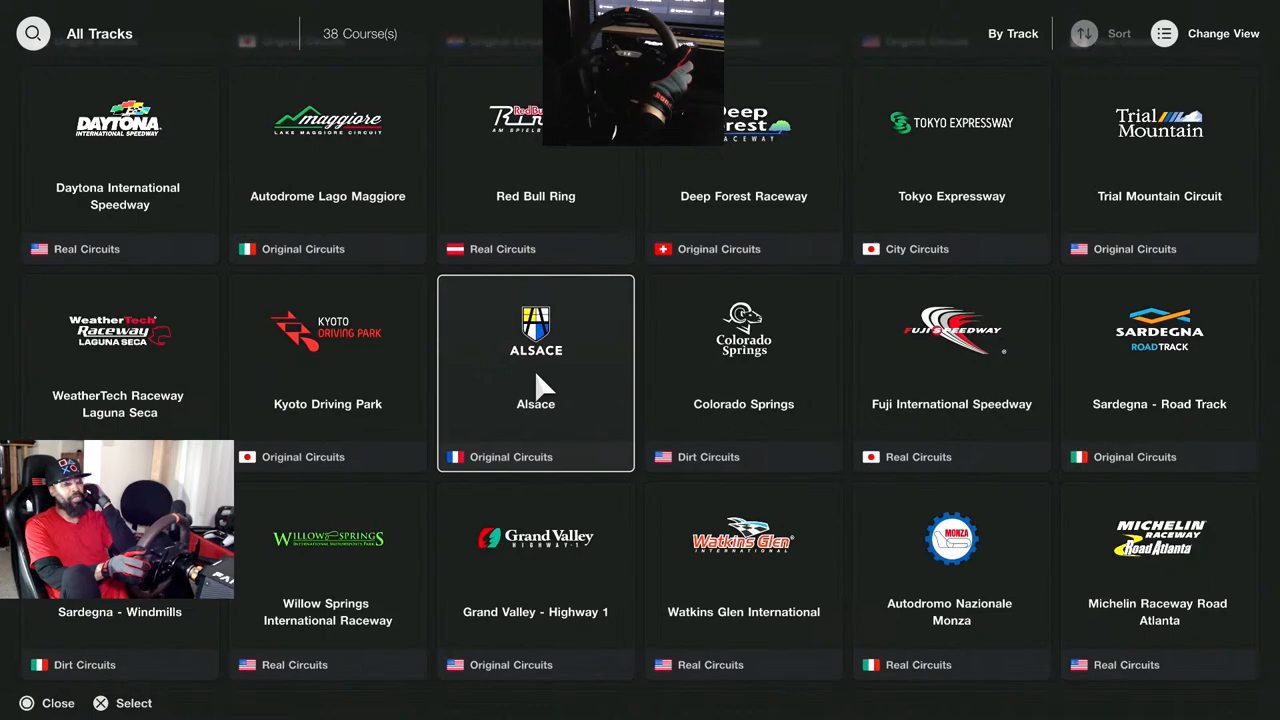 All Tracks
38 Course(s)
By Track
Sort
Change View
DAYTONA
INTERNATIONAL SPEEDWAY
Daytona International
Speedway
Real Circuits
maggiore
LAKE MAGGIORE CIRCUIT
Autodrome Lago Maggiore
Original Circuits
Red Bull Ring
Real Circuits
Deep
RACEWAY
Deep Forest Raceway
Original Circuits
TOKYO EXPRESSWAY
Tokyo Expressway
City Circuits
Trial
Mountain
Trial Mountain Circuit
Original Circuits
WeatherTech
Raceway
LAGUNA SECA
WeatherTech Raceway
Laguna Seca
KYOTO
DRIVING PARK
Kyoto Driving Park
Original Circuits
ALSACE
Alsace
Original Circuits
Colorado
Springs
Colorado Springs
Dirt Circuits
FUJI SPEEDWAY
Fuji International Speedway
Real Circuits
SARDEGNA
ROAD TRACK
Sardegna - Road Track
Original Circuits
Sardegna - Windmills
Dirt Circuits
WILLOW SPRINGS
INTERNATIONAL MOTORSPORTS PARK
Willow Springs
International Raceway
Real Circuits
Grand Valley
HIGHWAY·1
Grand Valley - Highway 1
Original Circuits
Watkins Glen
INTERNATIONAL
Watkins Glen International
Real Circuits
MONZA
Autodromo Nazionale
Monza
Real Circuits
MICHELIN
RACEWAY
Road Atlanta
Michelin Raceway Road
Atlanta
Real Circuits
Close
Select